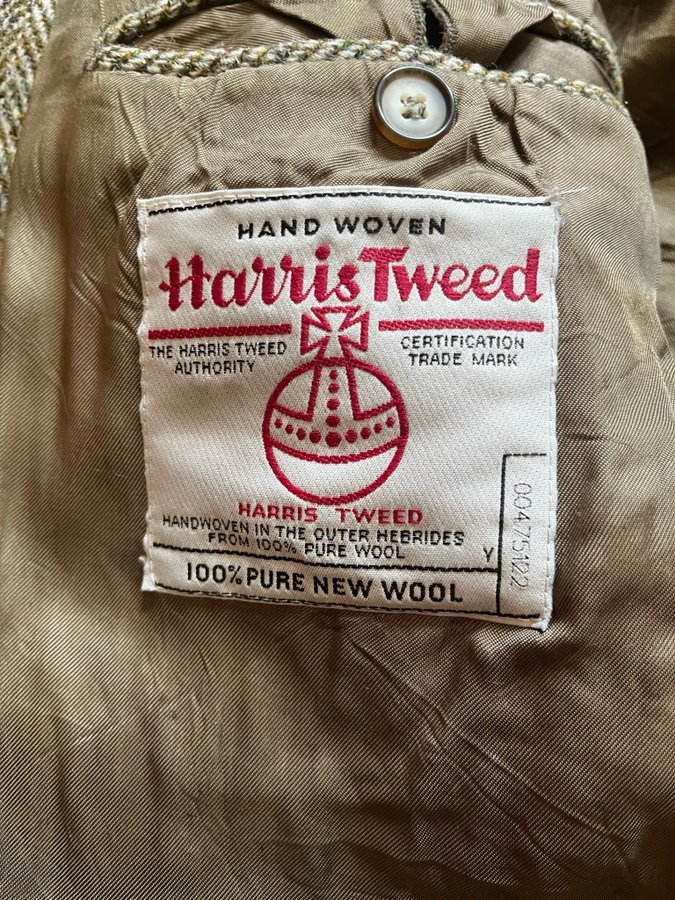 HAND WOVEN
Harris Tweed
THE HARRIS TWEED AUTHORITY
CERTIFICATION TRADE MARK
HARRIS TWEED
HANDWOVEN IN THE OUTER HEBRIDES
FROM 100% PURE WOOL
Y
004751122
100% PURE NEW WOOL